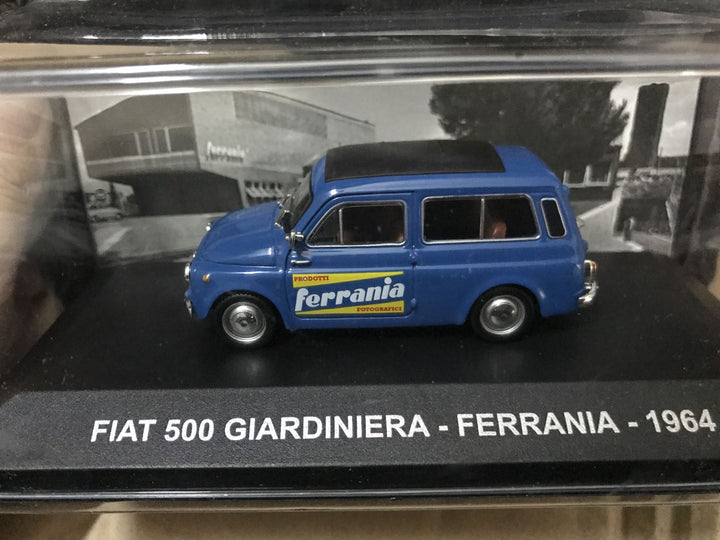 ferrania
PRODOTTI
ferrania
FOTOGRAFICI
FIAT 500 GIARDINIERA - FERRANIA - 1964